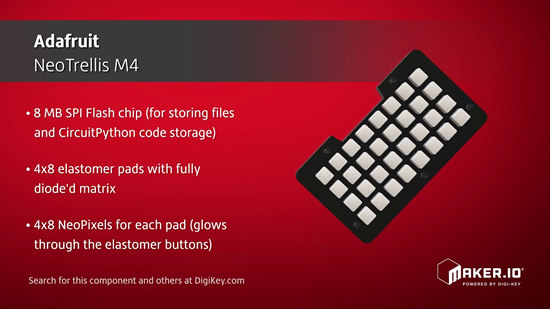 Adafruit
NeoTrellis M4
• 8 MB SPI Flash chip (for storing files
and CircuitPython code storage)
• 4x8 elastomer pads with fully
diode'd matrix
• 4x8 NeoPixels for each pad (glows
through the elastomer buttons)
Search for this component and others at DigiKey.com
MAKER.IO
POWERED BY DIGI-KEY